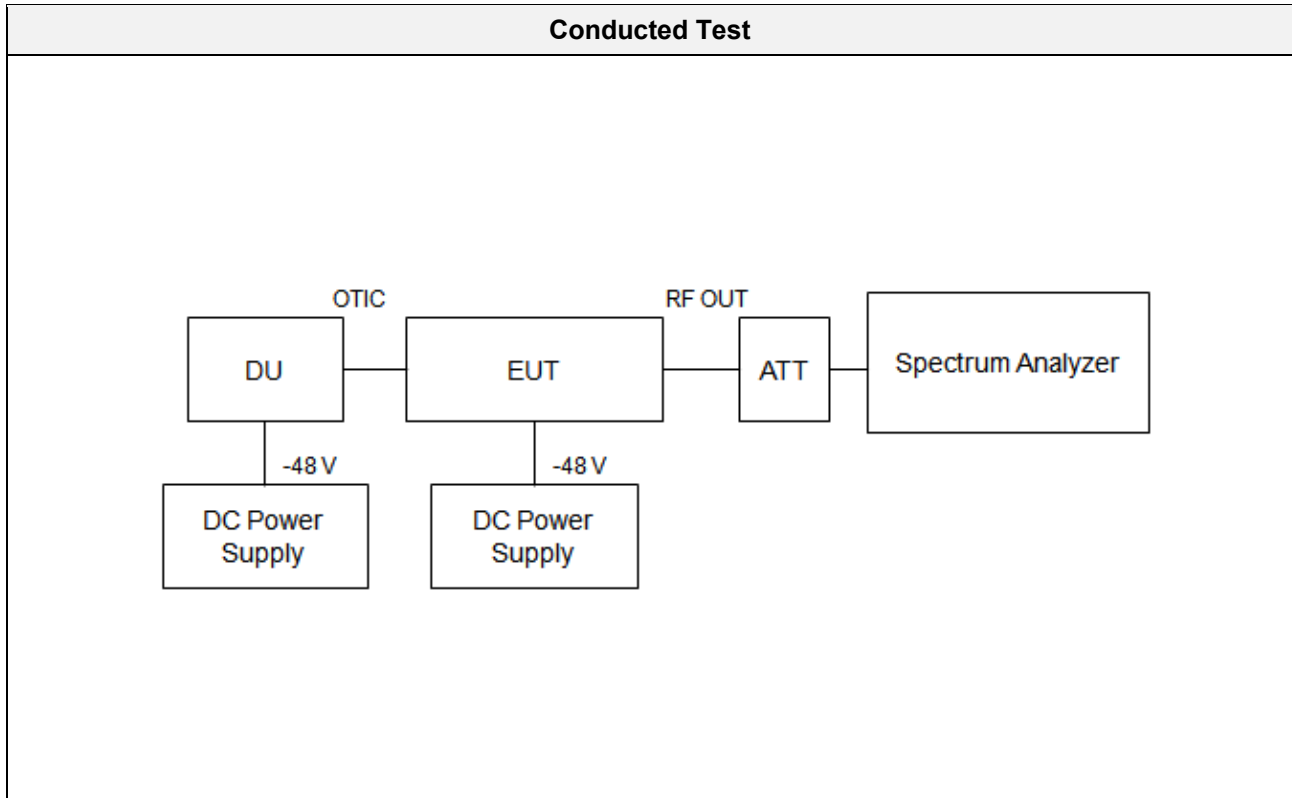 Conducted Test
OTIC
RF OUT
DU
EUT
ATT
Spectrum Analyzer
-48 V
-48 V
DC Power
Supply
DC Power
Supply